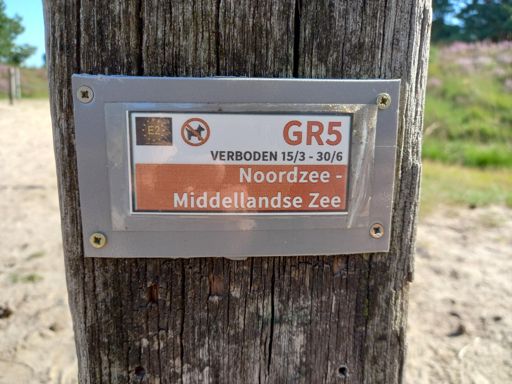 E2
GR5
VERBODEN 15/3 - 30/6
Noordzee -
Middellandse Zee